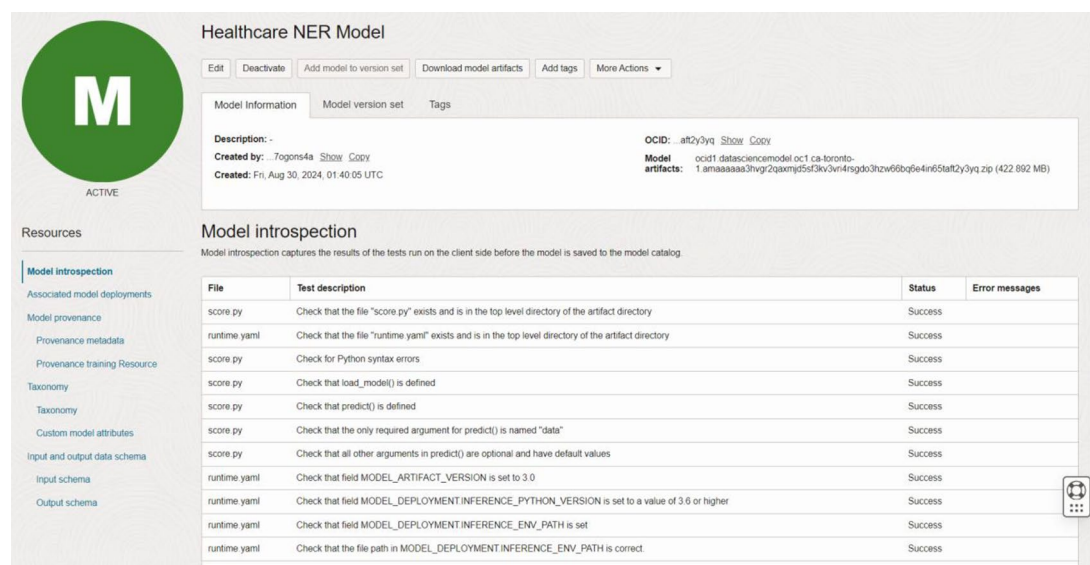 Healthcare NER Model
Edit Deactivate Add model to version set Download model artifacts Add tags More Actions
M
ACTIVE
Model Information Model version set Tags
Description: -
Created by: ...7ogons4a Show Copy
Created: Fri, Aug 30, 2024, 01:40:05 UTC
OCID: ...aft2y3yq Show Copy
Model artifacts: ocid1.datasciencemodel.oc1.ca-toronto-
1.amaaaaaa3hvgr2qaxmjd5sf3kv3vri4rsgdo3hzw66bq6e4in65taft2y3yq.zip (422.892 MB)
Resources
Model introspection
Associated model deployments
Model provenance
Provenance metadata
Provenance training Resource
Taxonomy
Taxonomy
Custom model attributes
Input and output data schema
Input schema
Output schema
Model introspection
Model introspection captures the results of the tests run on the client side before the model is saved to the model catalog.
File Test description Status Error messages
score.py Check that the file "score.py" exists and is in the top level directory of the artifact directory Success
runtime.yaml Check that the file "runtime.yaml" exists and is in the top level directory of the artifact directory Success
score.py Check for Python syntax errors Success
score.py Check that load_model() is defined Success
score.py Check that predict() is defined Success
score.py Check that the only required argument for predict() is named "data" Success
score.py Check that all other arguments in predict() are optional and have default values Success
runtime.yaml Check that field MODEL_ARTIFACT_VERSION is set to 3.0 Success
runtime.yaml Check that field MODEL_DEPLOYMENT.INFERENCE_PYTHON_VERSION is set to a value of 3.6 or higher Success
runtime.yaml Check that field MODEL_DEPLOYMENT.INFERENCE_ENV_PATH is set Success
runtime.yaml Check that the file path in MODEL_DEPLOYMENT.INFERENCE_ENV_PATH is correct. Success